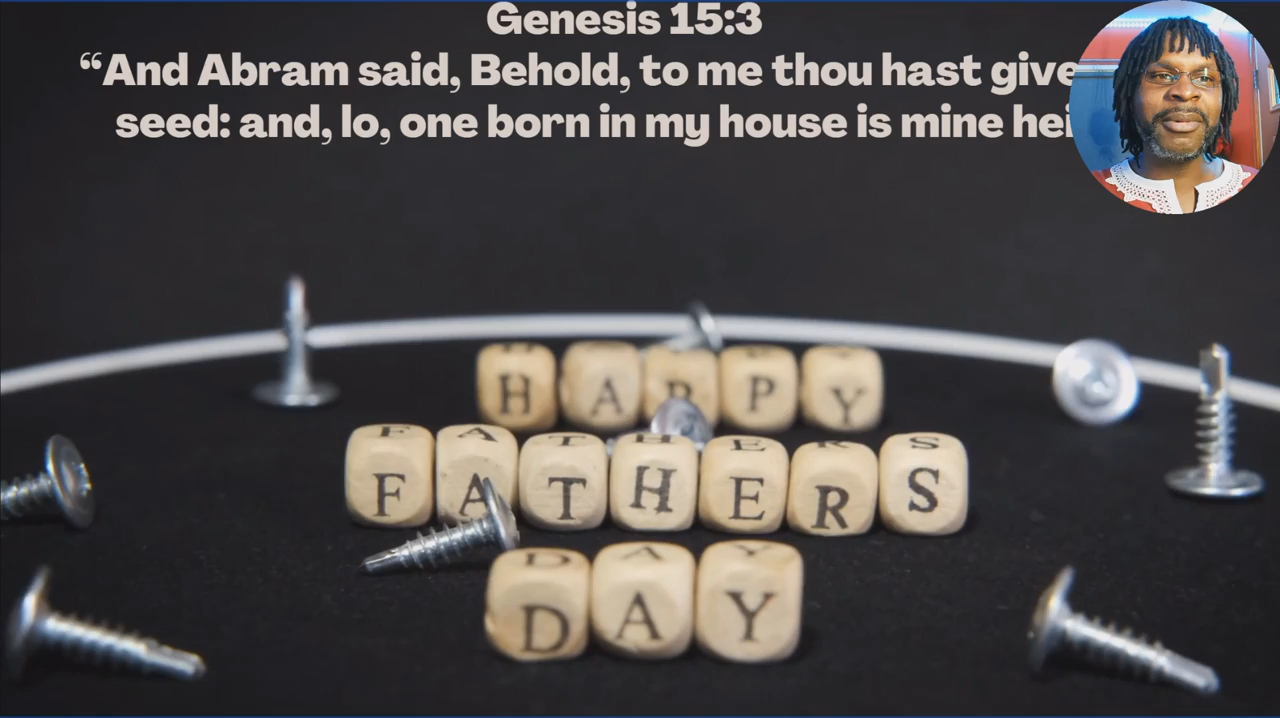 Genesis 15:3
“And Abram said, Behold, to me thou hast give
seed: and, lo, one born in my house is mine hei
HAPPY
FATHERS
DAY